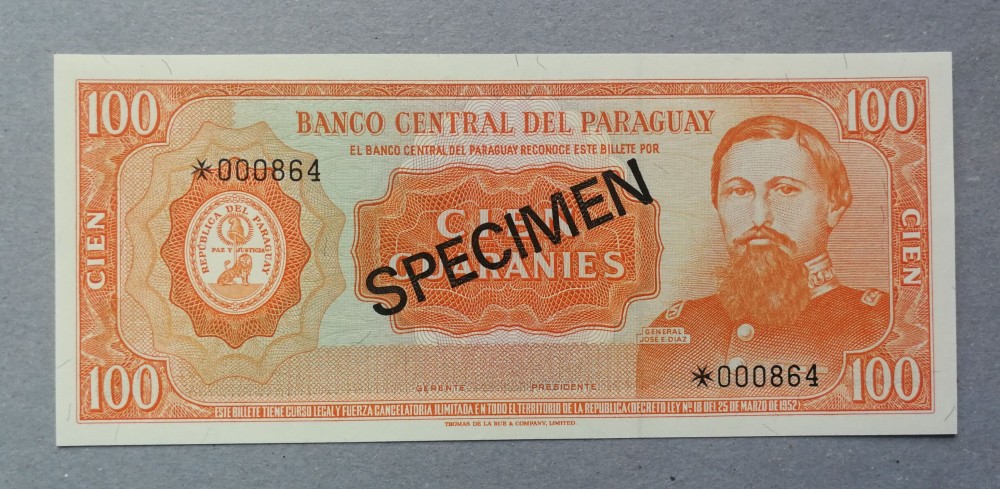 100
100
BANCO CENTRAL DEL PARAGUAY
EL BANCO CENTRAL DEL PARAGUAY RECONOCE ESTE BILLETE POR
*000864
SPECIMEN
CIEN
GUARANIES
REPÚBLICA DEL PARAGUAY
PAZ Y JUSTICIA
CIEN
CIEN
GENERAL
JOSE E. DIAZ
GERENTE PRESIDENTE
*000864
100
100
ESTE BILLETE TIENE CURSO LEGAL Y FUERZA CANCELATORIA ILIMITADA EN TODO EL TERRITORIO DE LA REPUBLICA (DECRETO LEY Nº 18 DEL 25 DE MARZO DE 1952)
THOMAS DE LA RUE & COMPANY, LIMITED.